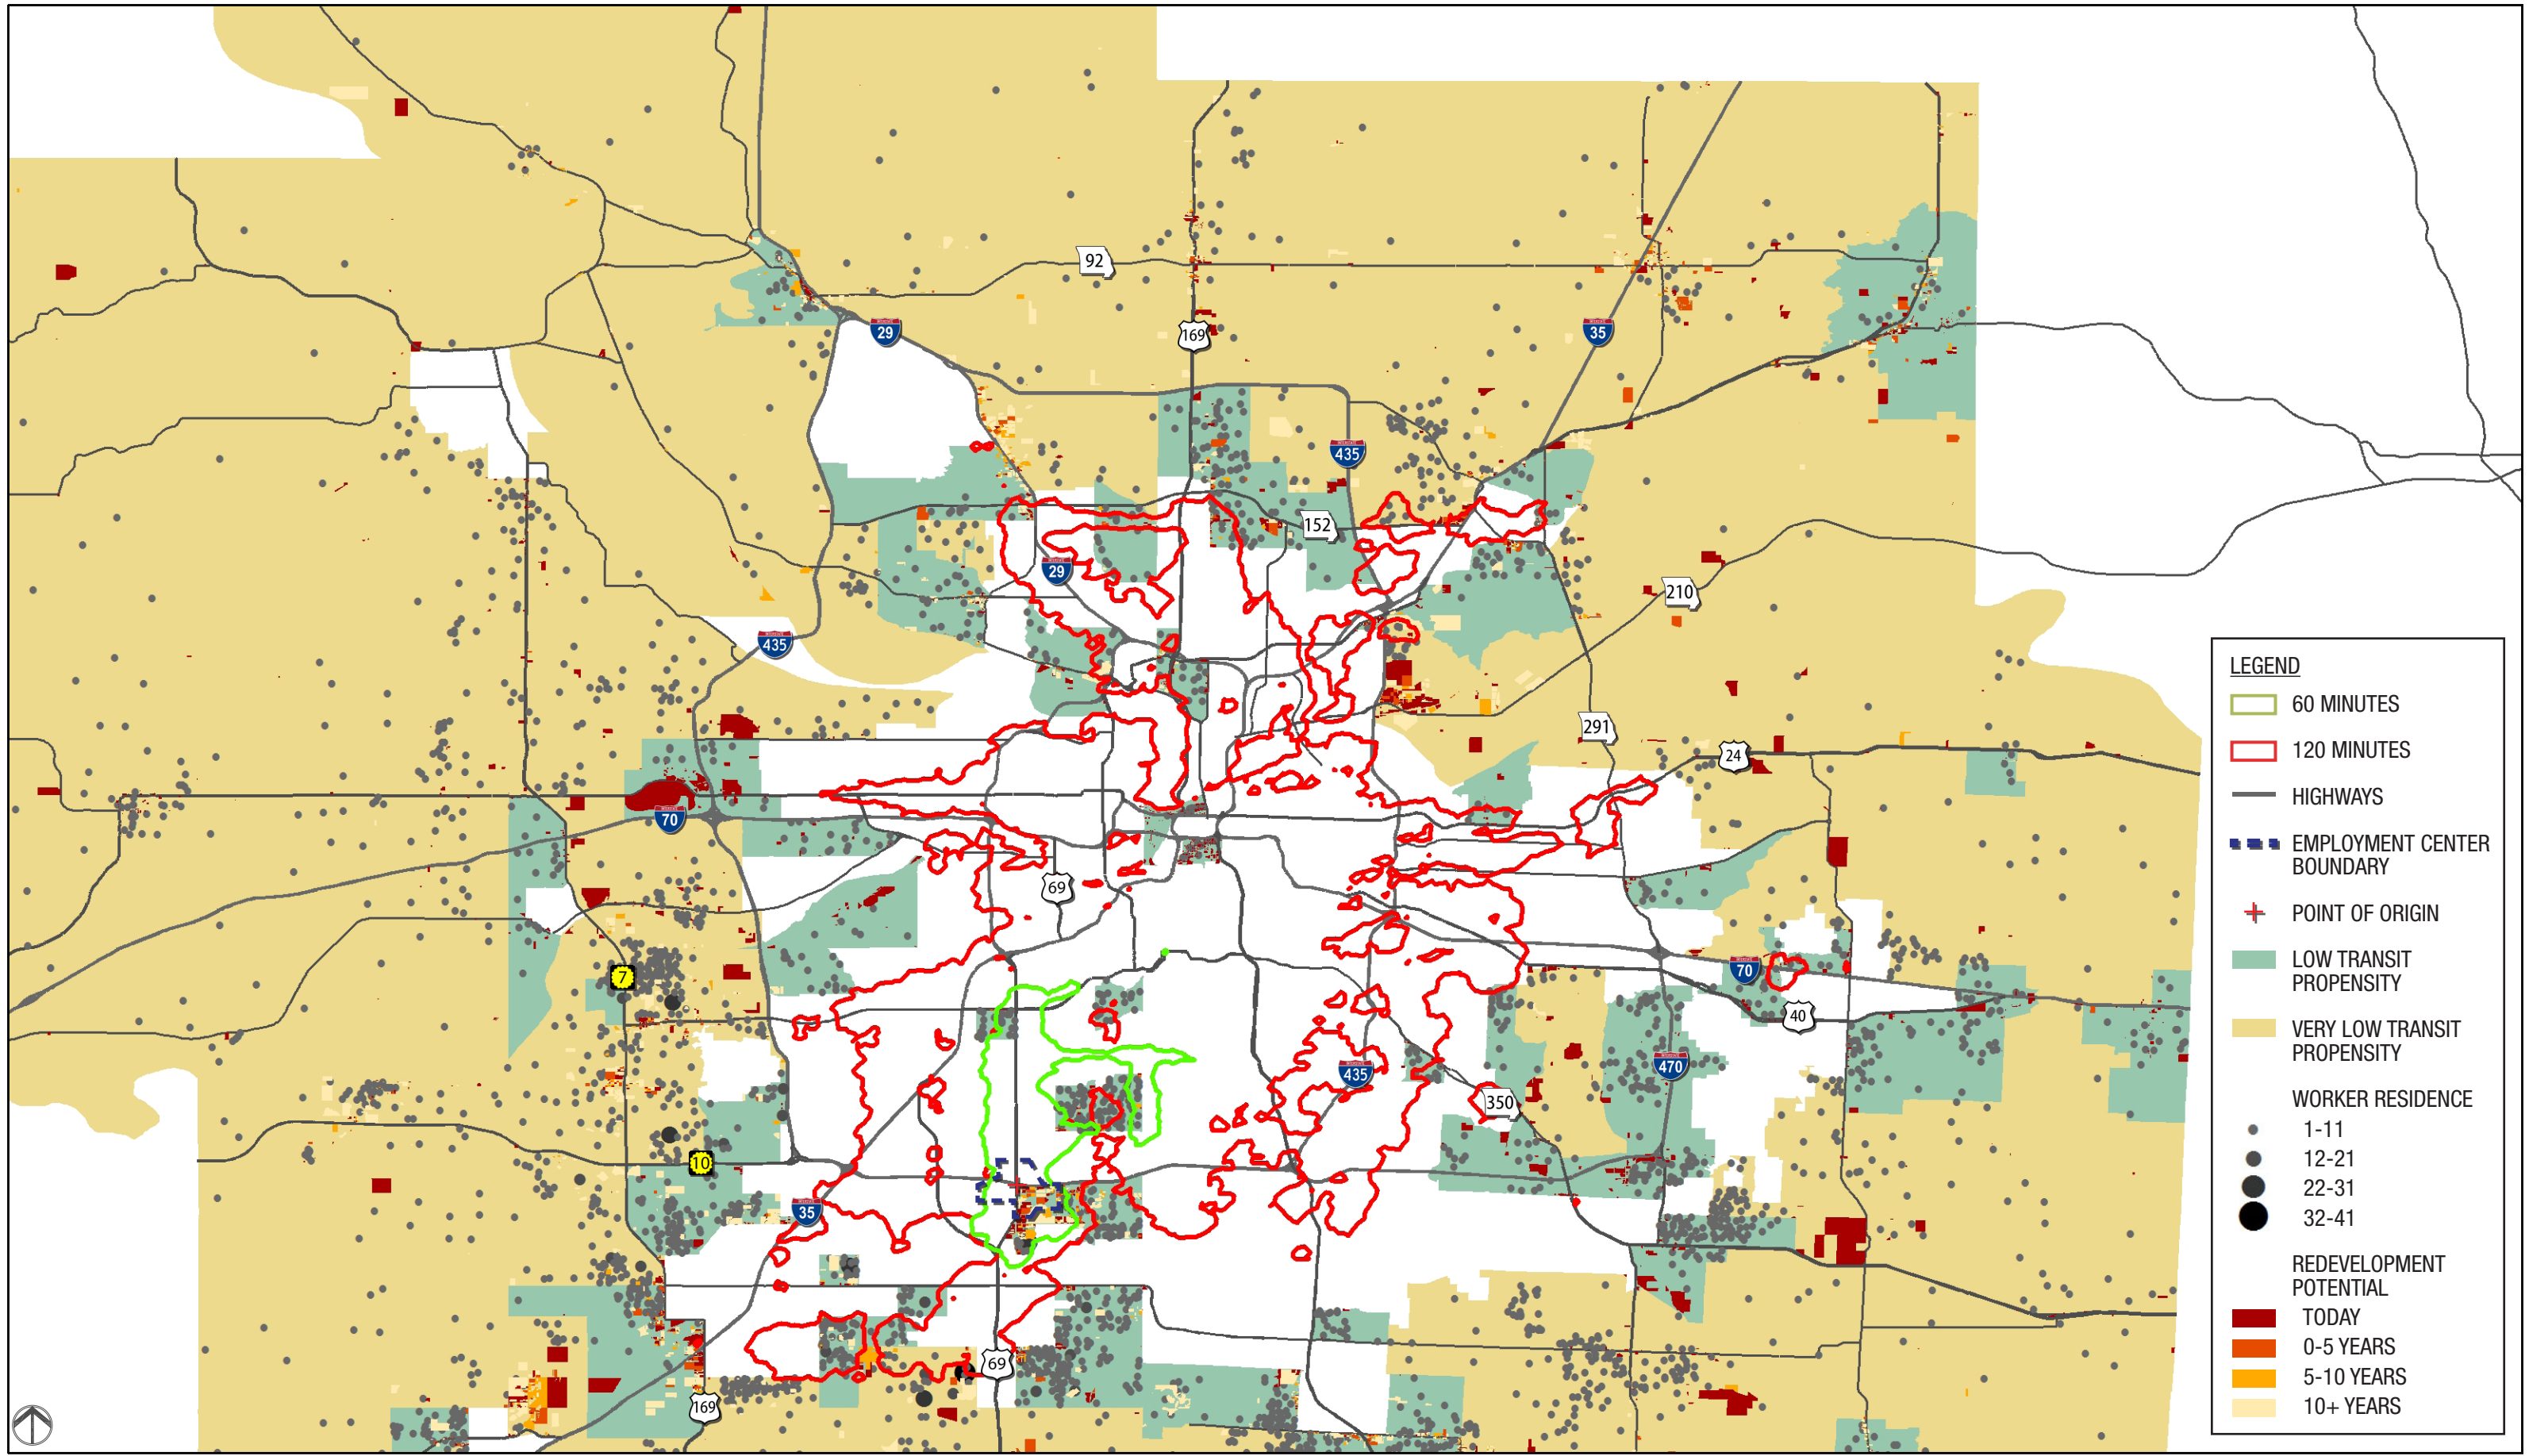 92
29
169
35
435
152
29
210
435
291
24
70
69
7
70
40
435
470
350
10
35
69
169
LEGEND
60 MINUTES
120 MINUTES
HIGHWAYS
EMPLOYMENT CENTER
BOUNDARY
POINT OF ORIGIN
LOW TRANSIT
PROPENSITY
VERY LOW TRANSIT
PROPENSITY
WORKER RESIDENCE
1-11
12-21
22-31
32-41
REDEVELOPMENT
POTENTIAL
TODAY
0-5 YEARS
5-10 YEARS
10+ YEARS